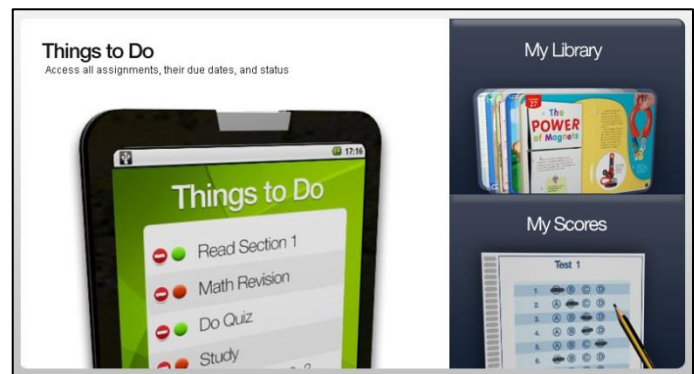 Things to Do
Access all assignments, their due dates, and status
17:16
Things to Do
Read Section 1
Math Revision
Do Quiz
Study
My Library
The
POWER
of Magnets
My Scores
Test 1
1. B C D
2. A C D
3. A B D
4. A B D
5. A B C
6. B C D